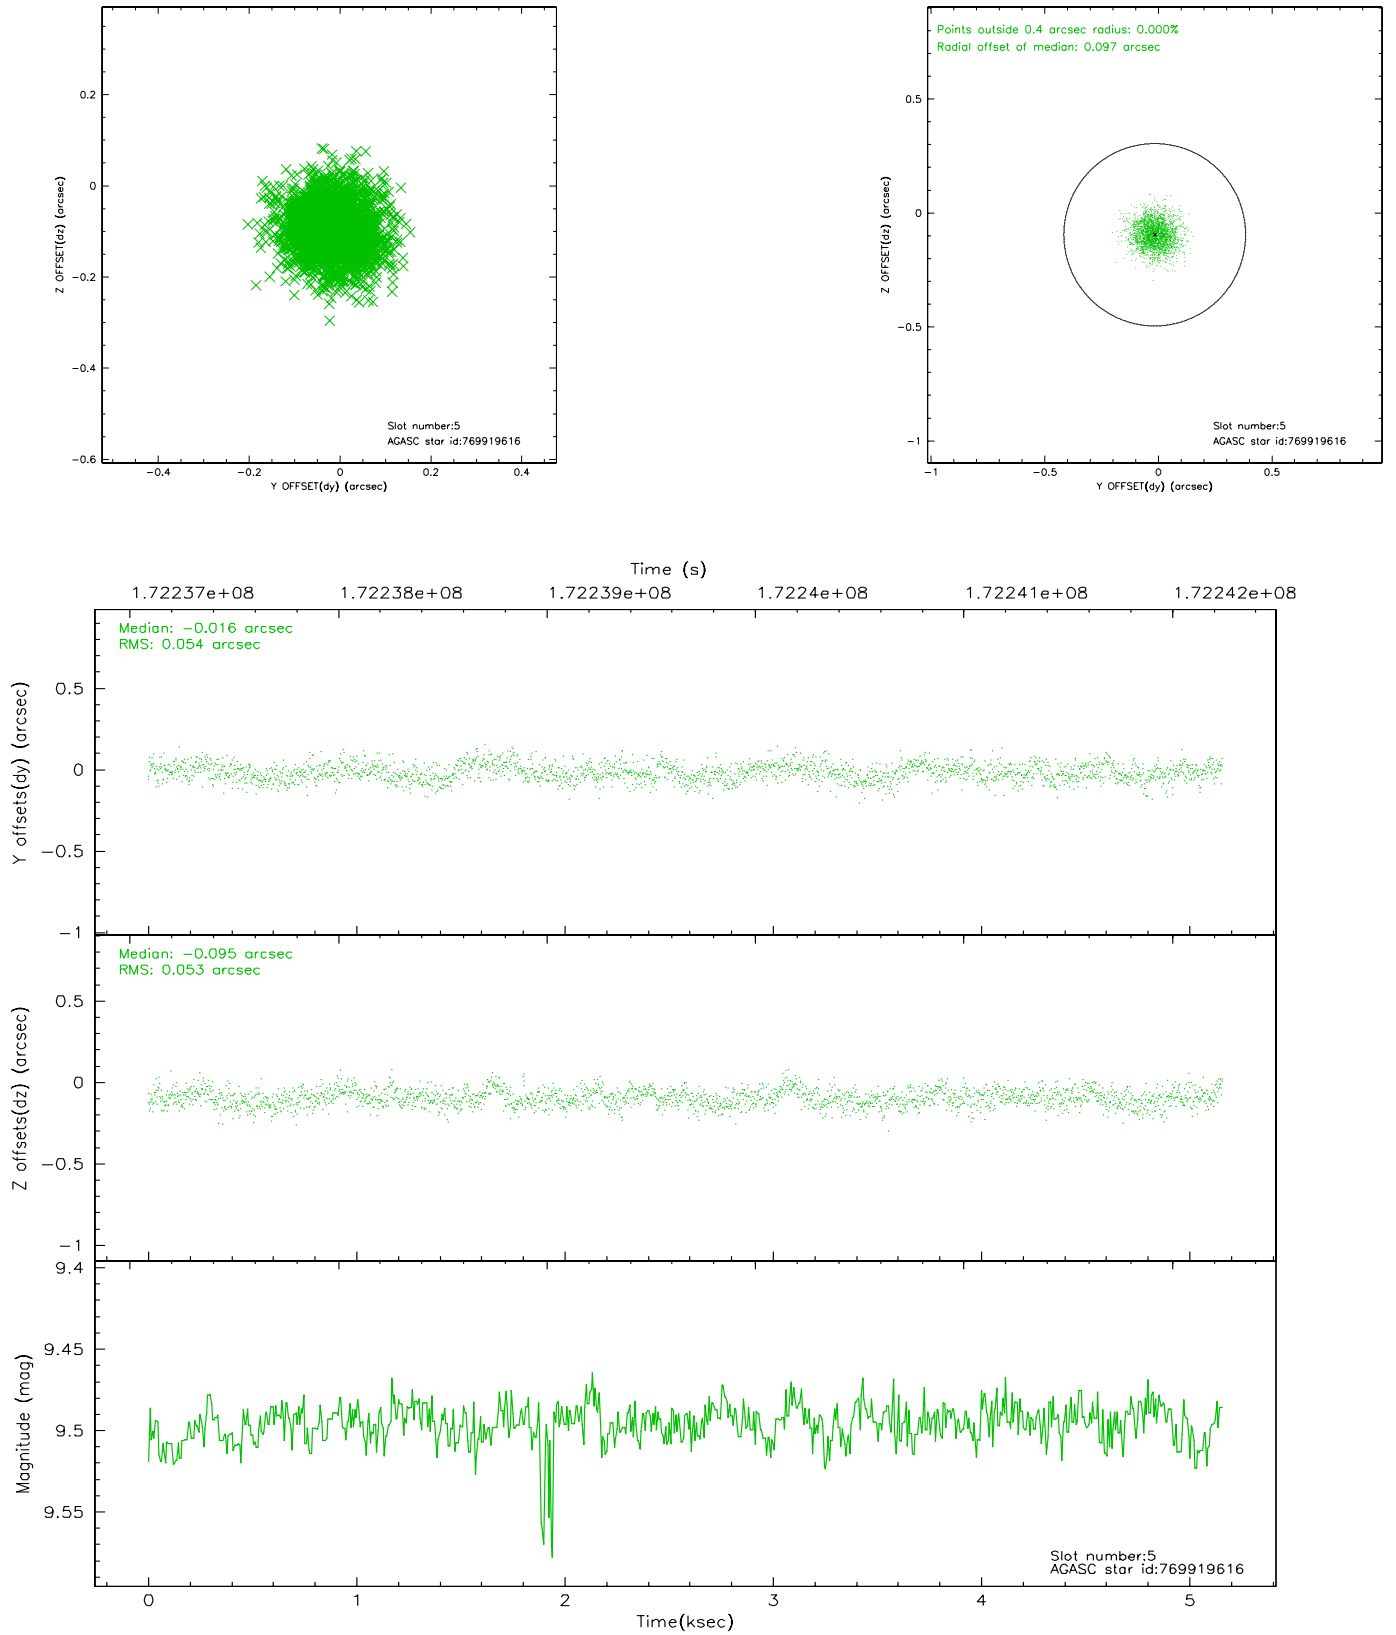 0.2
0
−0.2
−0.4
−0.6
Z OFFSET(dz) (arcsec)
Slot number:5
AGASC star id:769919616
−0.4
−0.2
0
0.2
0.4
Y OFFSET(dy) (arcsec)
Points outside 0.4 arcsec radius: 0.000%
Radial offset of median: 0.097 arcsec
0.5
0
−0.5
−1
Z OFFSET(dz) (arcsec)
Slot number:5
AGASC star id:769919616
−1
−0.5
0
0.5
Y OFFSET(dy) (arcsec)
Time (s)
1.72237e+08
1.72238e+08
1.72239e+08
1.7224e+08
1.72241e+08
1.72242e+08
Median: −0.016 arcsec
RMS: 0.054 arcsec
0.5
0
−0.5
−1
Y offsets(dy) (arcsec)
Median: −0.095 arcsec
RMS: 0.053 arcsec
0.5
0
−0.5
−1
Z offsets(dz) (arcsec)
9.4
9.45
9.5
9.55
Magnitude (mag)
Slot number:5
AGASC star id:769919616
0
1
2
3
4
5
Time(ksec)